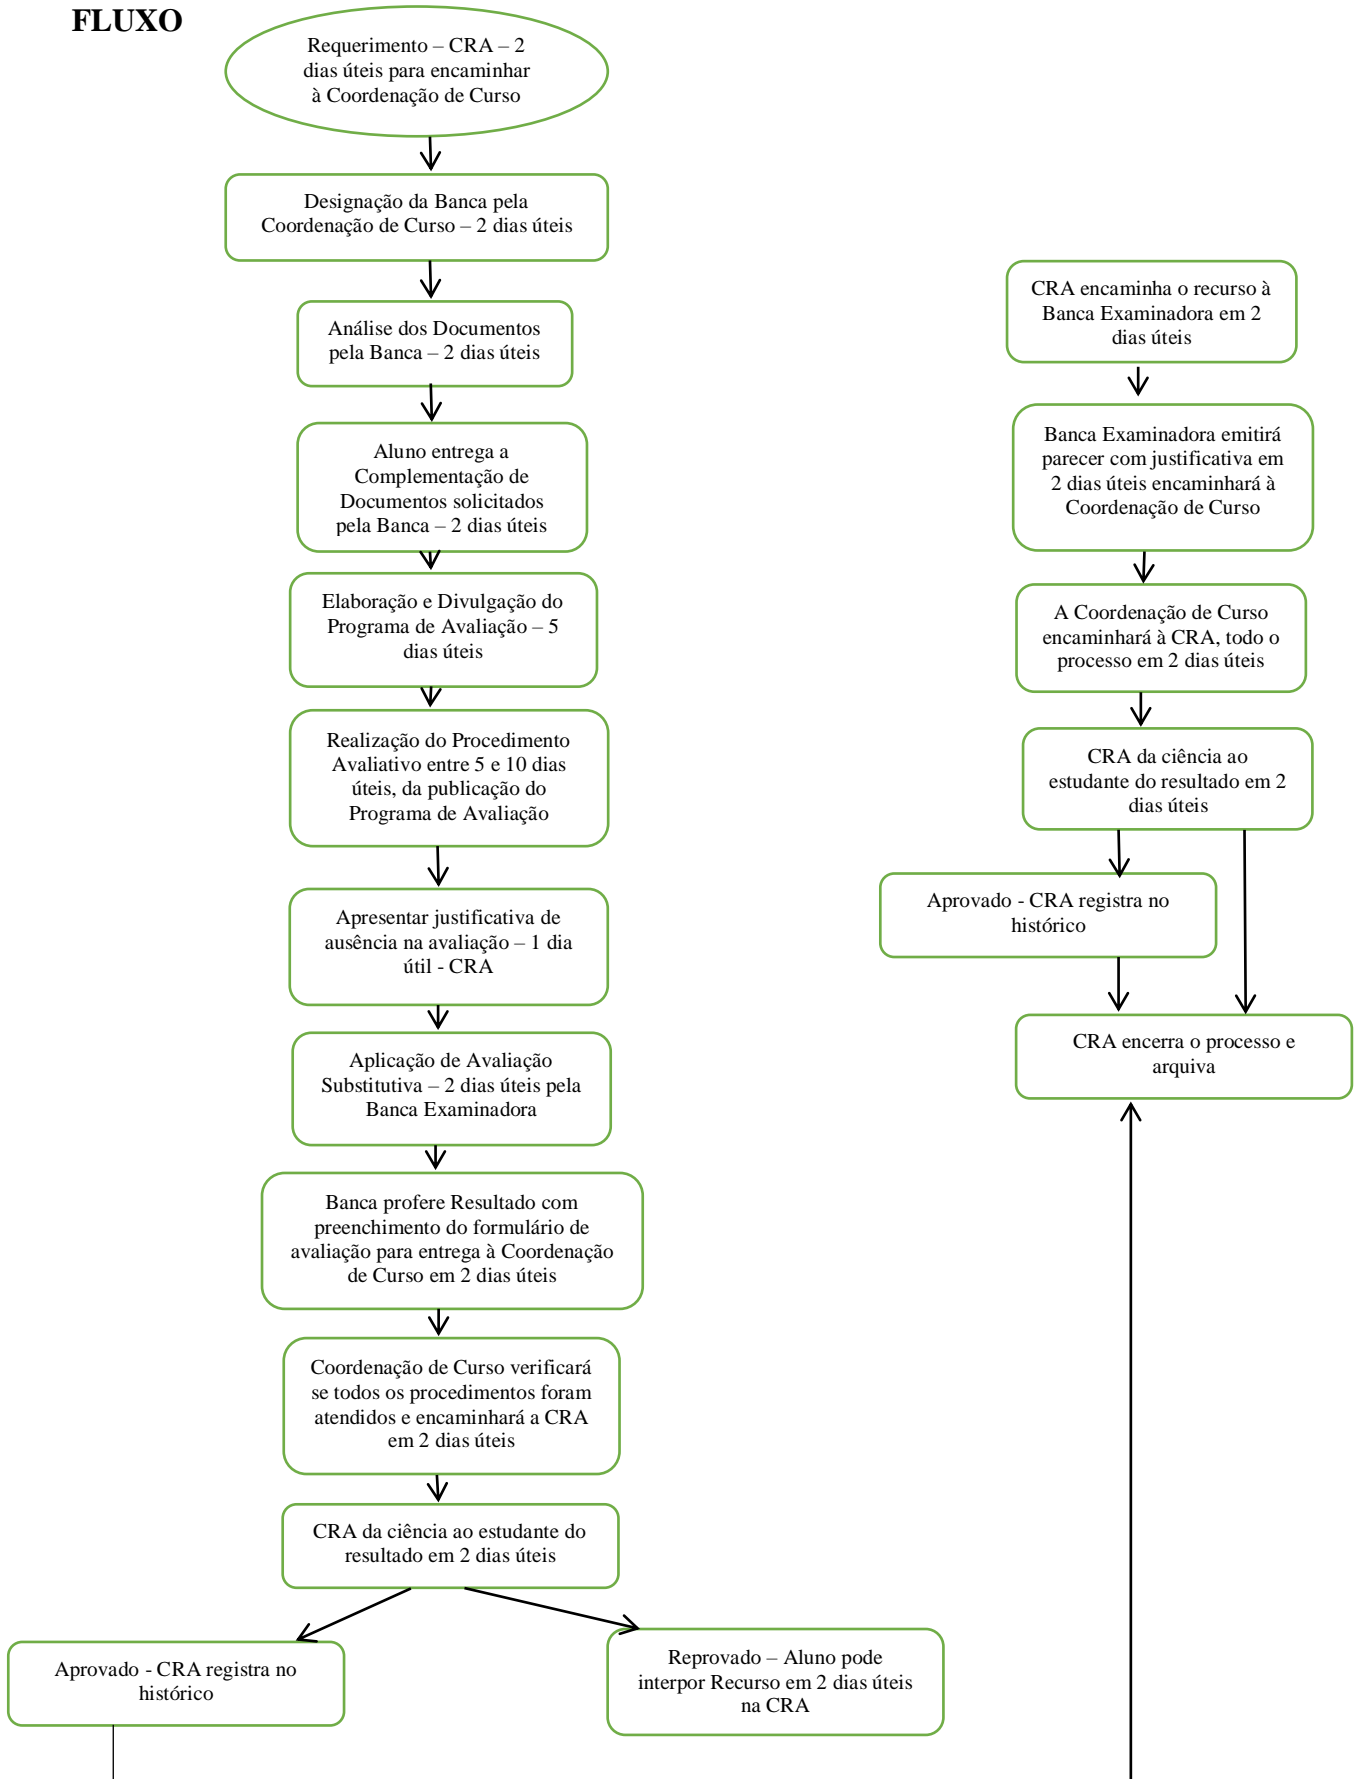 FLUXO
Requerimento – CRA – 2
dias úteis para encaminhar
à Coordenação de Curso
Designação da Banca pela
Coordenação de Curso – 2 dias úteis
Análise dos Documentos
pela Banca – 2 dias úteis
Aluno entrega a
Complementação de
Documentos solicitados
pela Banca – 2 dias úteis
Elaboração e Divulgação do
Programa de Avaliação – 5
dias úteis
Realização do Procedimento
Avaliativo entre 5 e 10 dias
úteis, da publicação do
Programa de Avaliação
Apresentar justificativa de
ausência na avaliação – 1 dia
útil - CRA
Aplicação de Avaliação
Substitutiva – 2 dias úteis pela
Banca Examinadora
Banca profere Resultado com
preenchimento do formulário de
avaliação para entrega à Coordenação
de Curso em 2 dias úteis
Coordenação de Curso verificará
se todos os procedimentos foram
atendidos e encaminhará a CRA
em 2 dias úteis
CRA da ciência ao estudante do
resultado em 2 dias úteis
Aprovado - CRA registra no
histórico
Reprovado – Aluno pode
interpor Recurso em 2 dias úteis
na CRA
CRA encaminha o recurso à
Banca Examinadora em 2
dias úteis
Banca Examinadora emitirá
parecer com justificativa em
2 dias úteis encaminhará à
Coordenação de Curso
A Coordenação de Curso
encaminhará à CRA, todo o
processo em 2 dias úteis
CRA da ciência ao
estudante do resultado em 2
dias úteis
Aprovado - CRA registra no
histórico
CRA encerra o processo e
arquiva